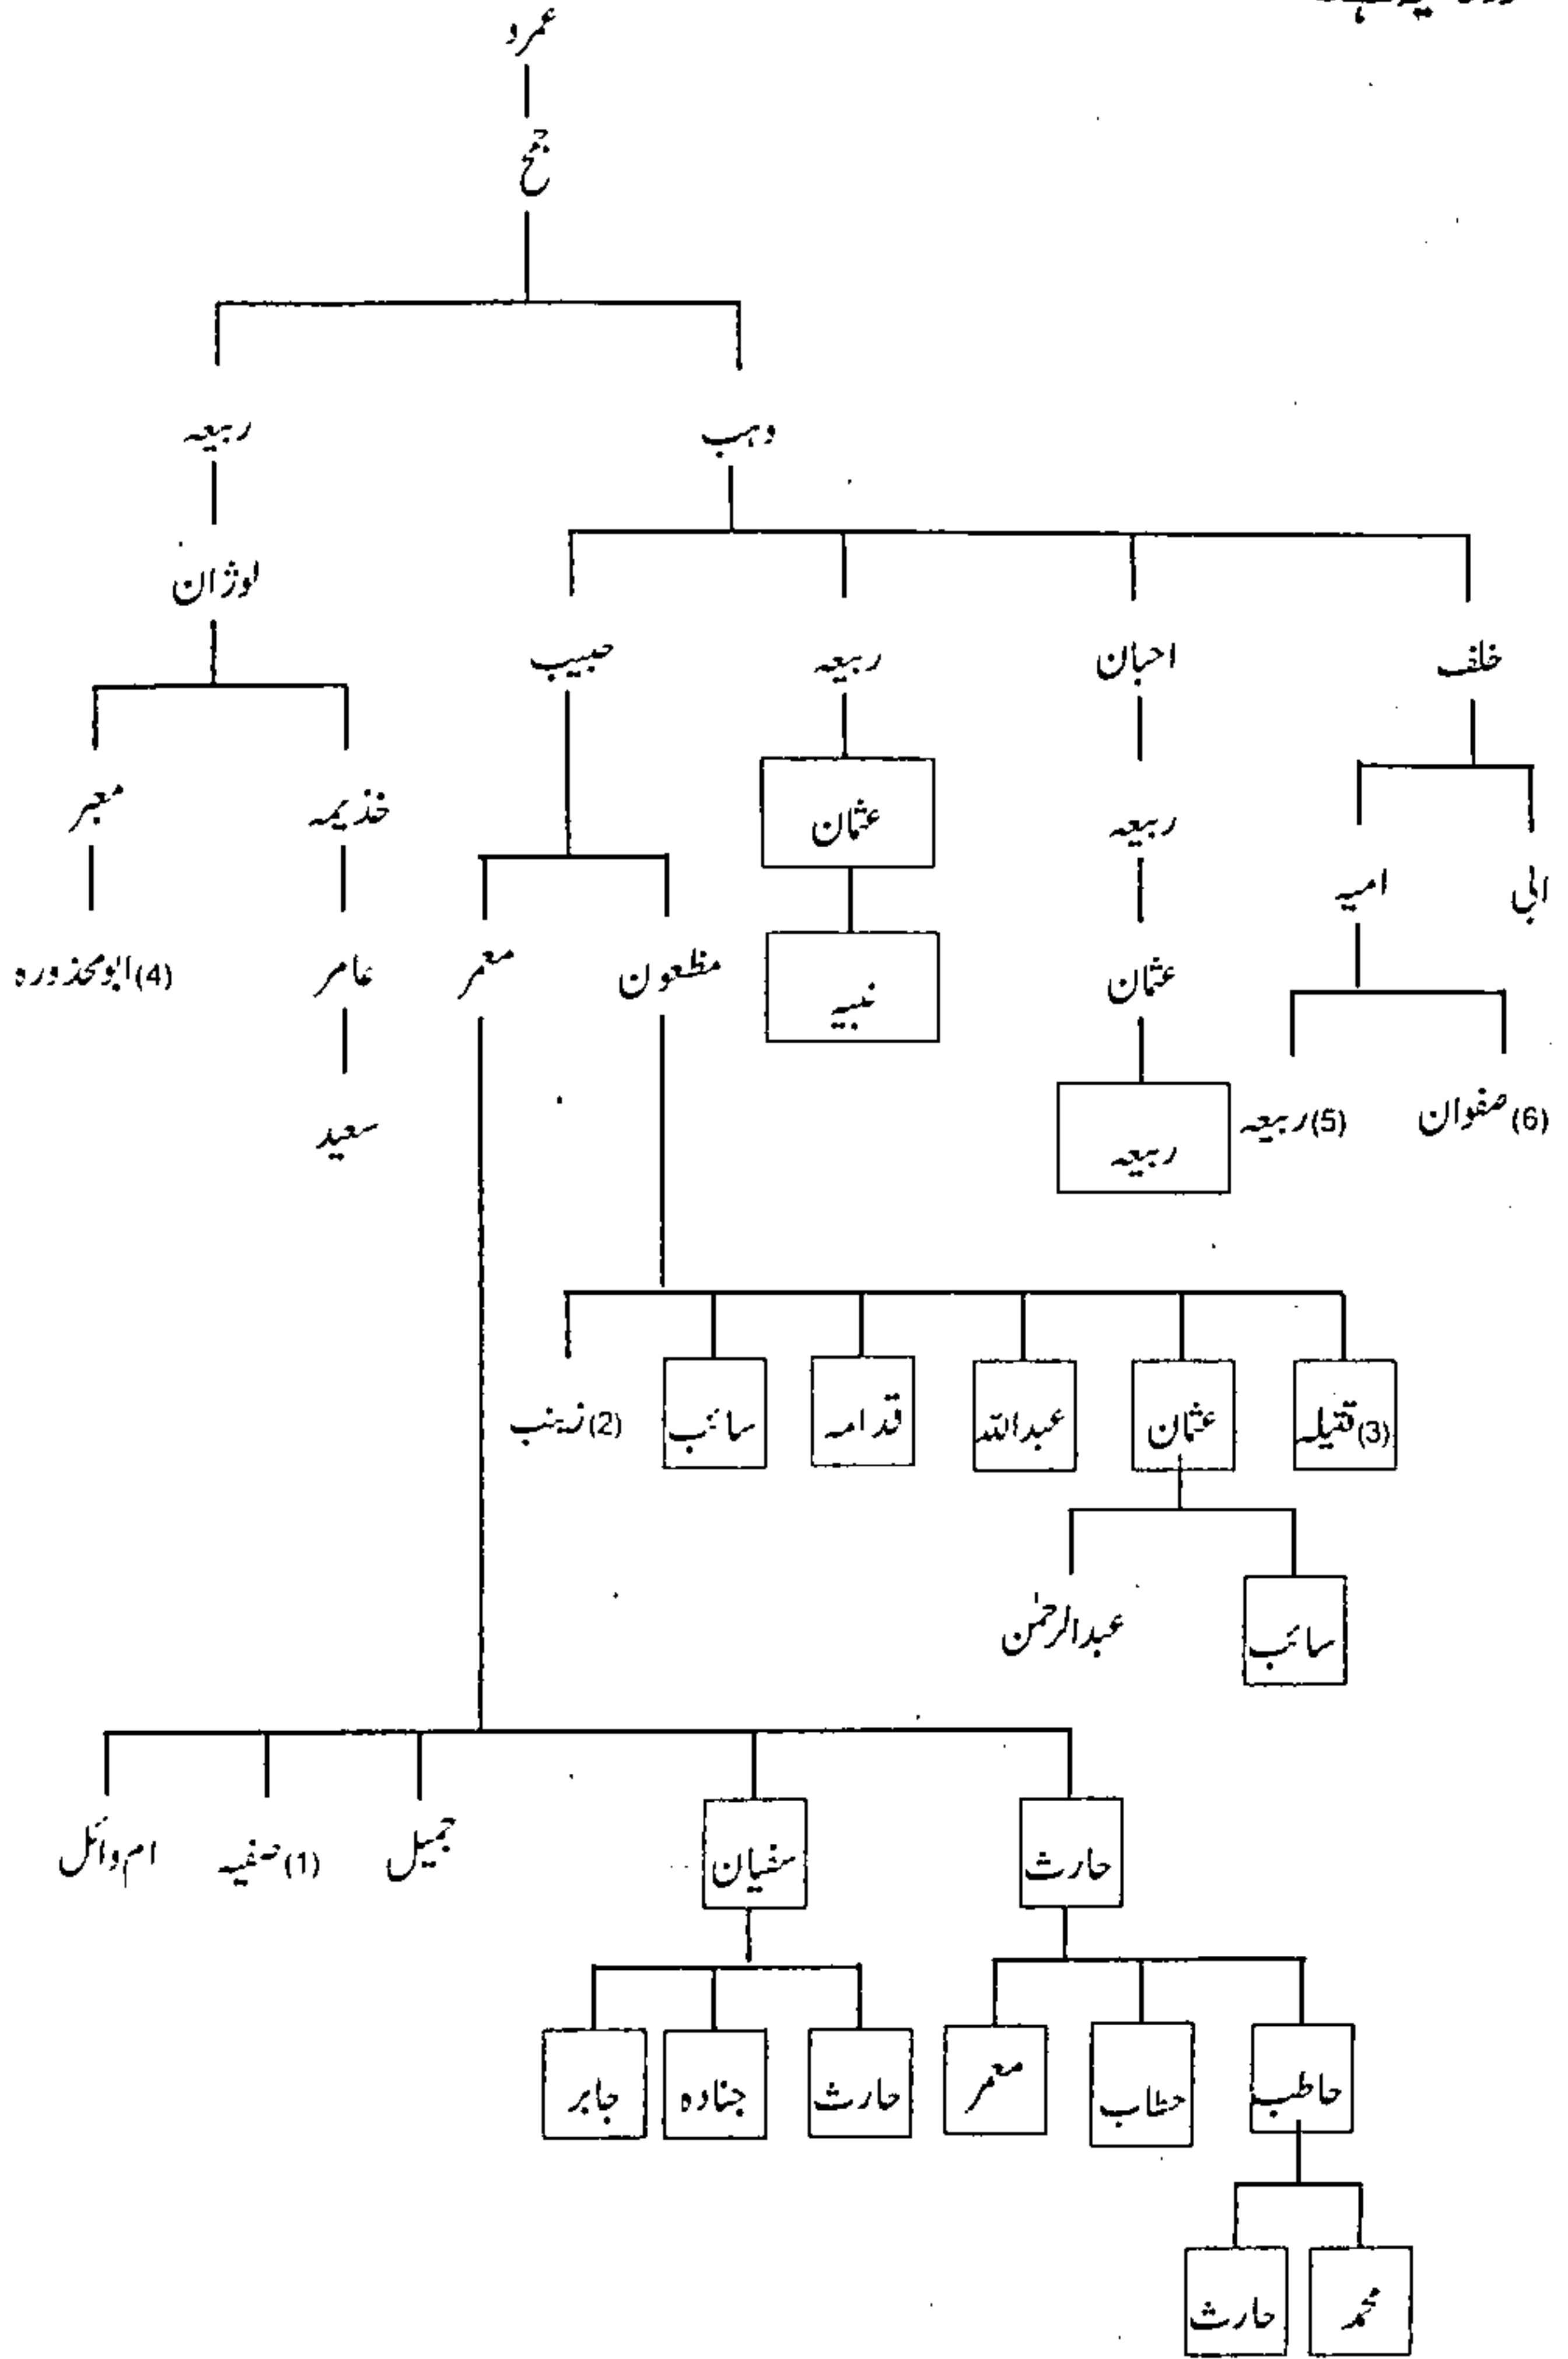 عمرو
جمح
ربیعہ وہب
لوژان
حبیب ربیعہ احبان خلف
معبر خذیمہ عثمان ربیعہ
امیہ ابی
(4) ابومحذورہ عامر معمر مظعون نبیہ عثمان
سعید ربیعہ (5) ربیعہ (6) صفوان
(2) زینب سائب قدامہ عبداللہ عثمان (3) قتیلہ
عبدالرحمٰن سائب
ام وائل (1) صفیہ جمیل سفیان حارث
جابر جنادہ حارث معمر حطاب حاطب
حارث محمد